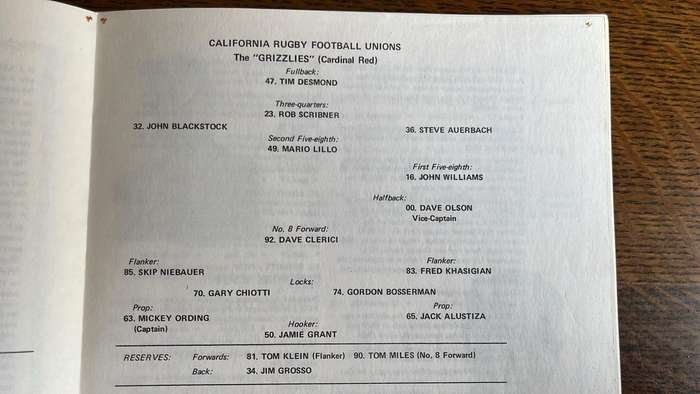 CALIFORNIA RUGBY FOOTBALL UNIONS
The "GRIZZLIES" (Cardinal Red)
Fullback:
47. TIM DESMOND
Three-quarters:
23. ROB SCRIBNER
32. JOHN BLACKSTOCK
36. STEVE AUERBACH
Second Five-eighth:
49. MARIO LILLO
First Five-eighth:
16. JOHN WILLIAMS
Halfback:
00. DAVE OLSON
Vice-Captain
No. 8 Forward:
92. DAVE CLERICI
Flanker:
85. SKIP NIEBAUER
Flanker:
83. FRED KHASIGIAN
Locks:
70. GARY CHIOTTI
74. GORDON BOSSERMAN
Prop:
63. MICKEY ORDING
(Captain)
Prop:
65. JACK ALUSTIZA
Hooker:
50. JAMIE GRANT
RESERVES: Forwards: 81. TOM KLEIN (Flanker) 90. TOM MILES (No. 8 Forward)
Back: 34. JIM GROSSO